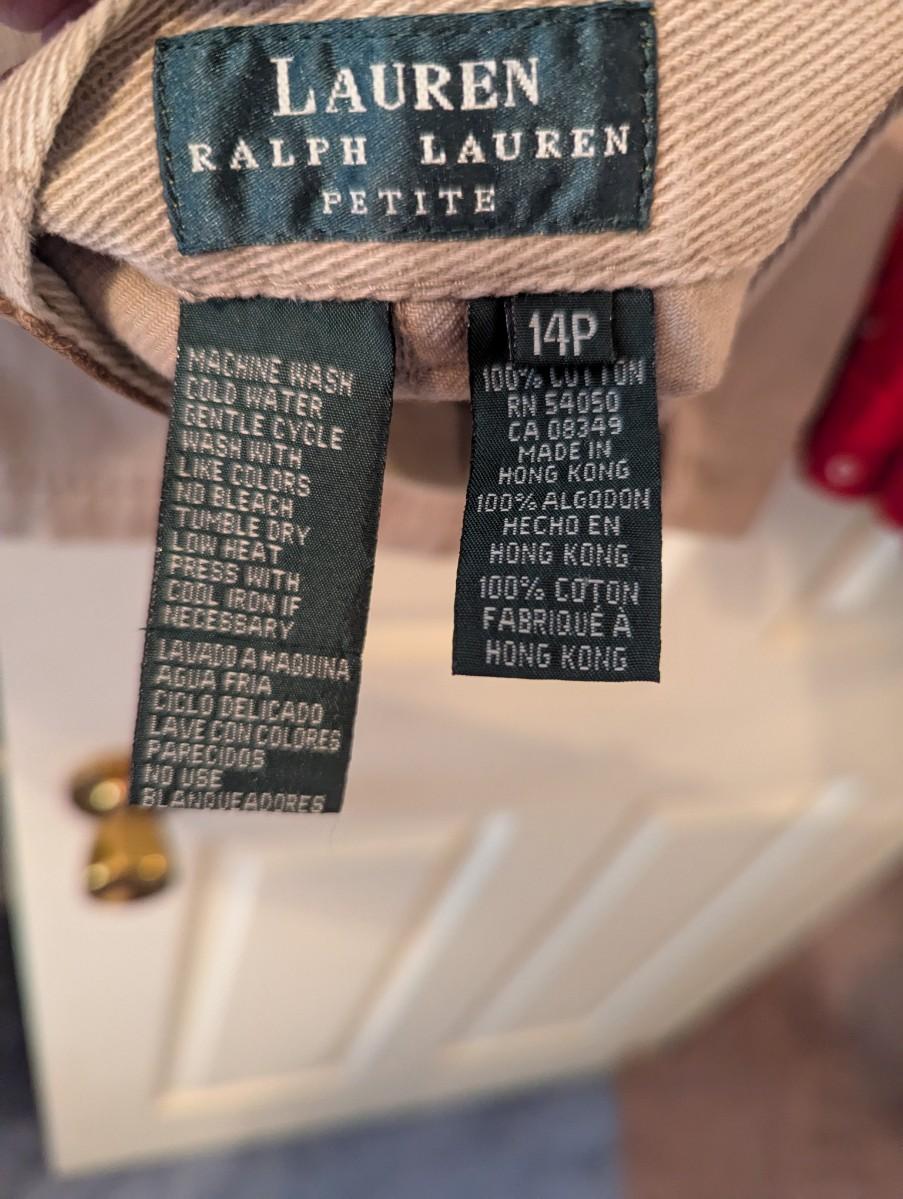 LAUREN
RALPH LAUREN
PETITE
MACHINE WASH
COLD WATER
GENTLE CYCLE
WASH WITH
LIKE COLORS
NO BLEACH
TUMBLE DRY
LOW HEAT
PRESS WITH
COOL IRON IF
NECESSARY
LAVADO A MAQUINA
AGUA FRIA
CICLO DELICADO
LAVE CON COLORES
PARECIDOS
NO USE
BLANQUEADORES
14P
100% COTTON
RN 54050
CA 08349
MADE IN
HONG KONG
100% ALGODON
HECHO EN
HONG KONG
100% COTON
FABRIQUÉ À
HONG KONG